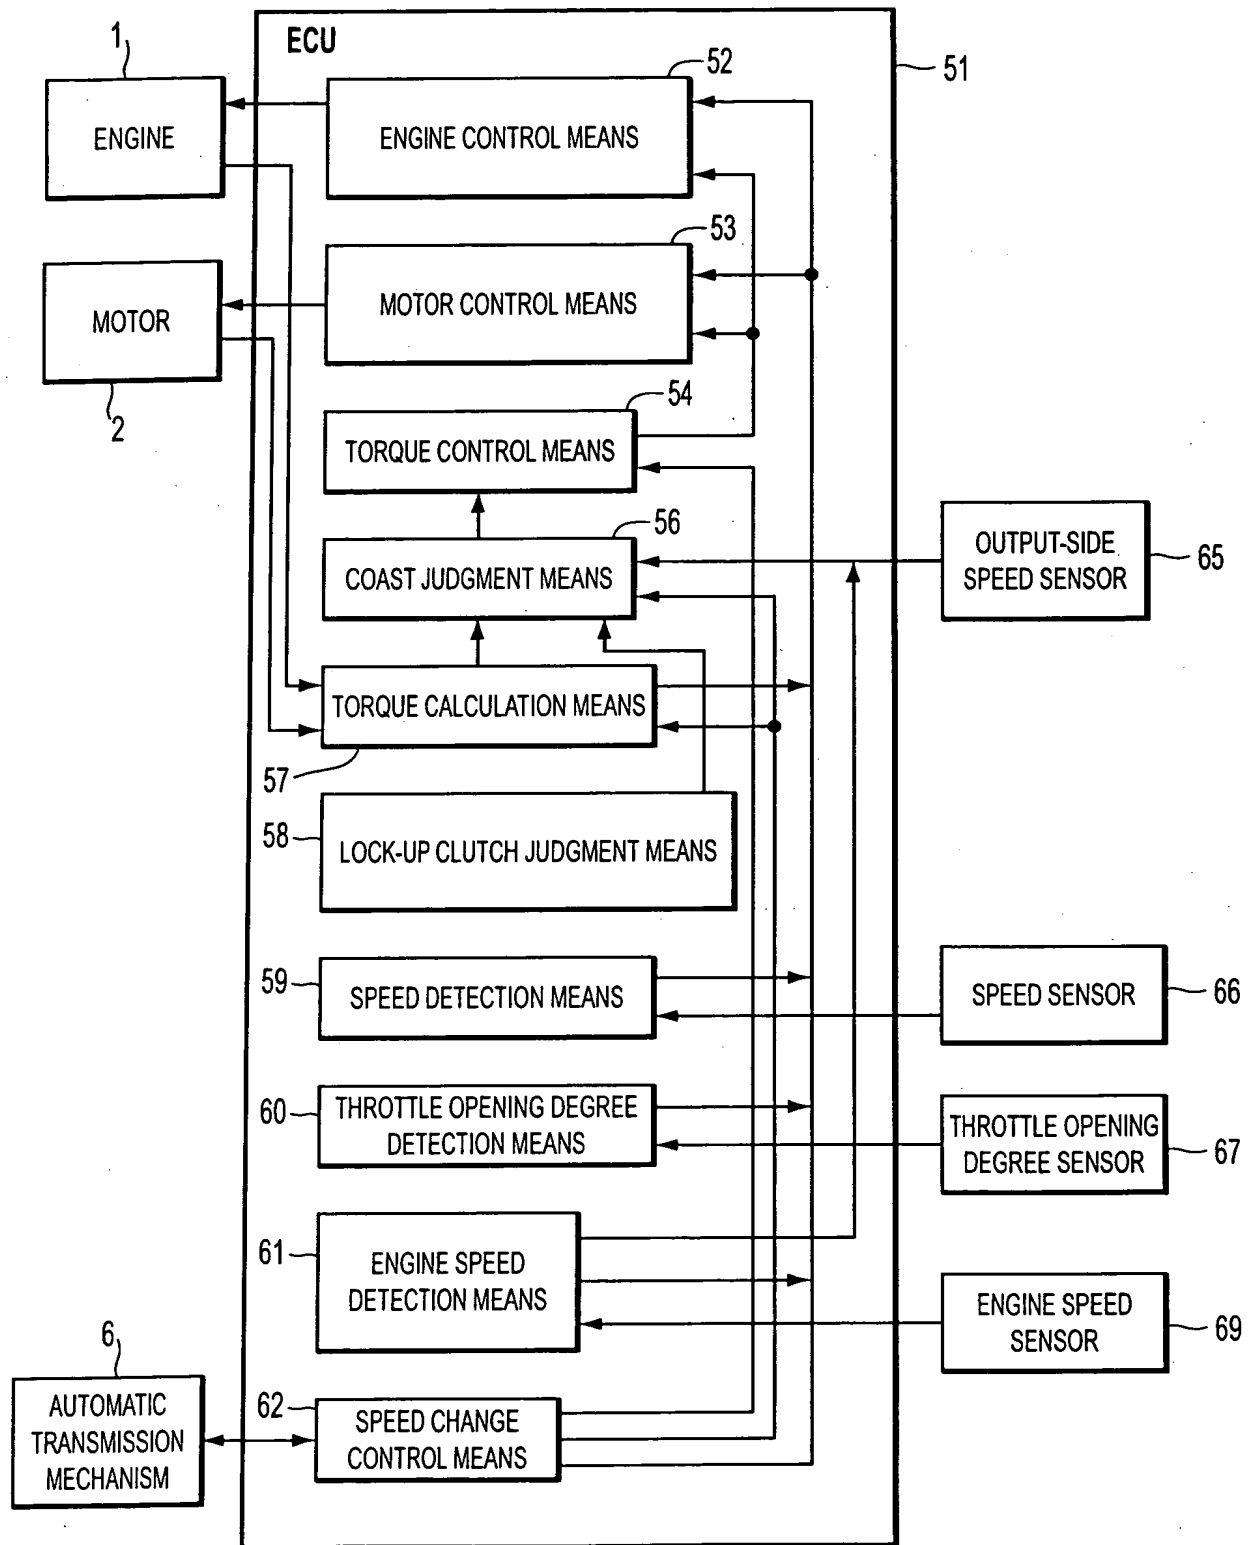 ECU
51
1
ENGINE
52
ENGINE CONTROL MEANS
53
MOTOR CONTROL MEANS
MOTOR
2
54
TORQUE CONTROL MEANS
56
COAST JUDGMENT MEANS
OUTPUT-SIDE
SPEED SENSOR
65
TORQUE CALCULATION MEANS
57
58
LOCK-UP CLUTCH JUDGMENT MEANS
59
SPEED DETECTION MEANS
SPEED SENSOR
66
60
THROTTLE OPENING DEGREE
DETECTION MEANS
THROTTLE OPENING
DEGREE SENSOR
67
61
ENGINE SPEED
DETECTION MEANS
ENGINE SPEED
SENSOR
69
6
AUTOMATIC
TRANSMISSION
MECHANISM
62
SPEED CHANGE
CONTROL MEANS